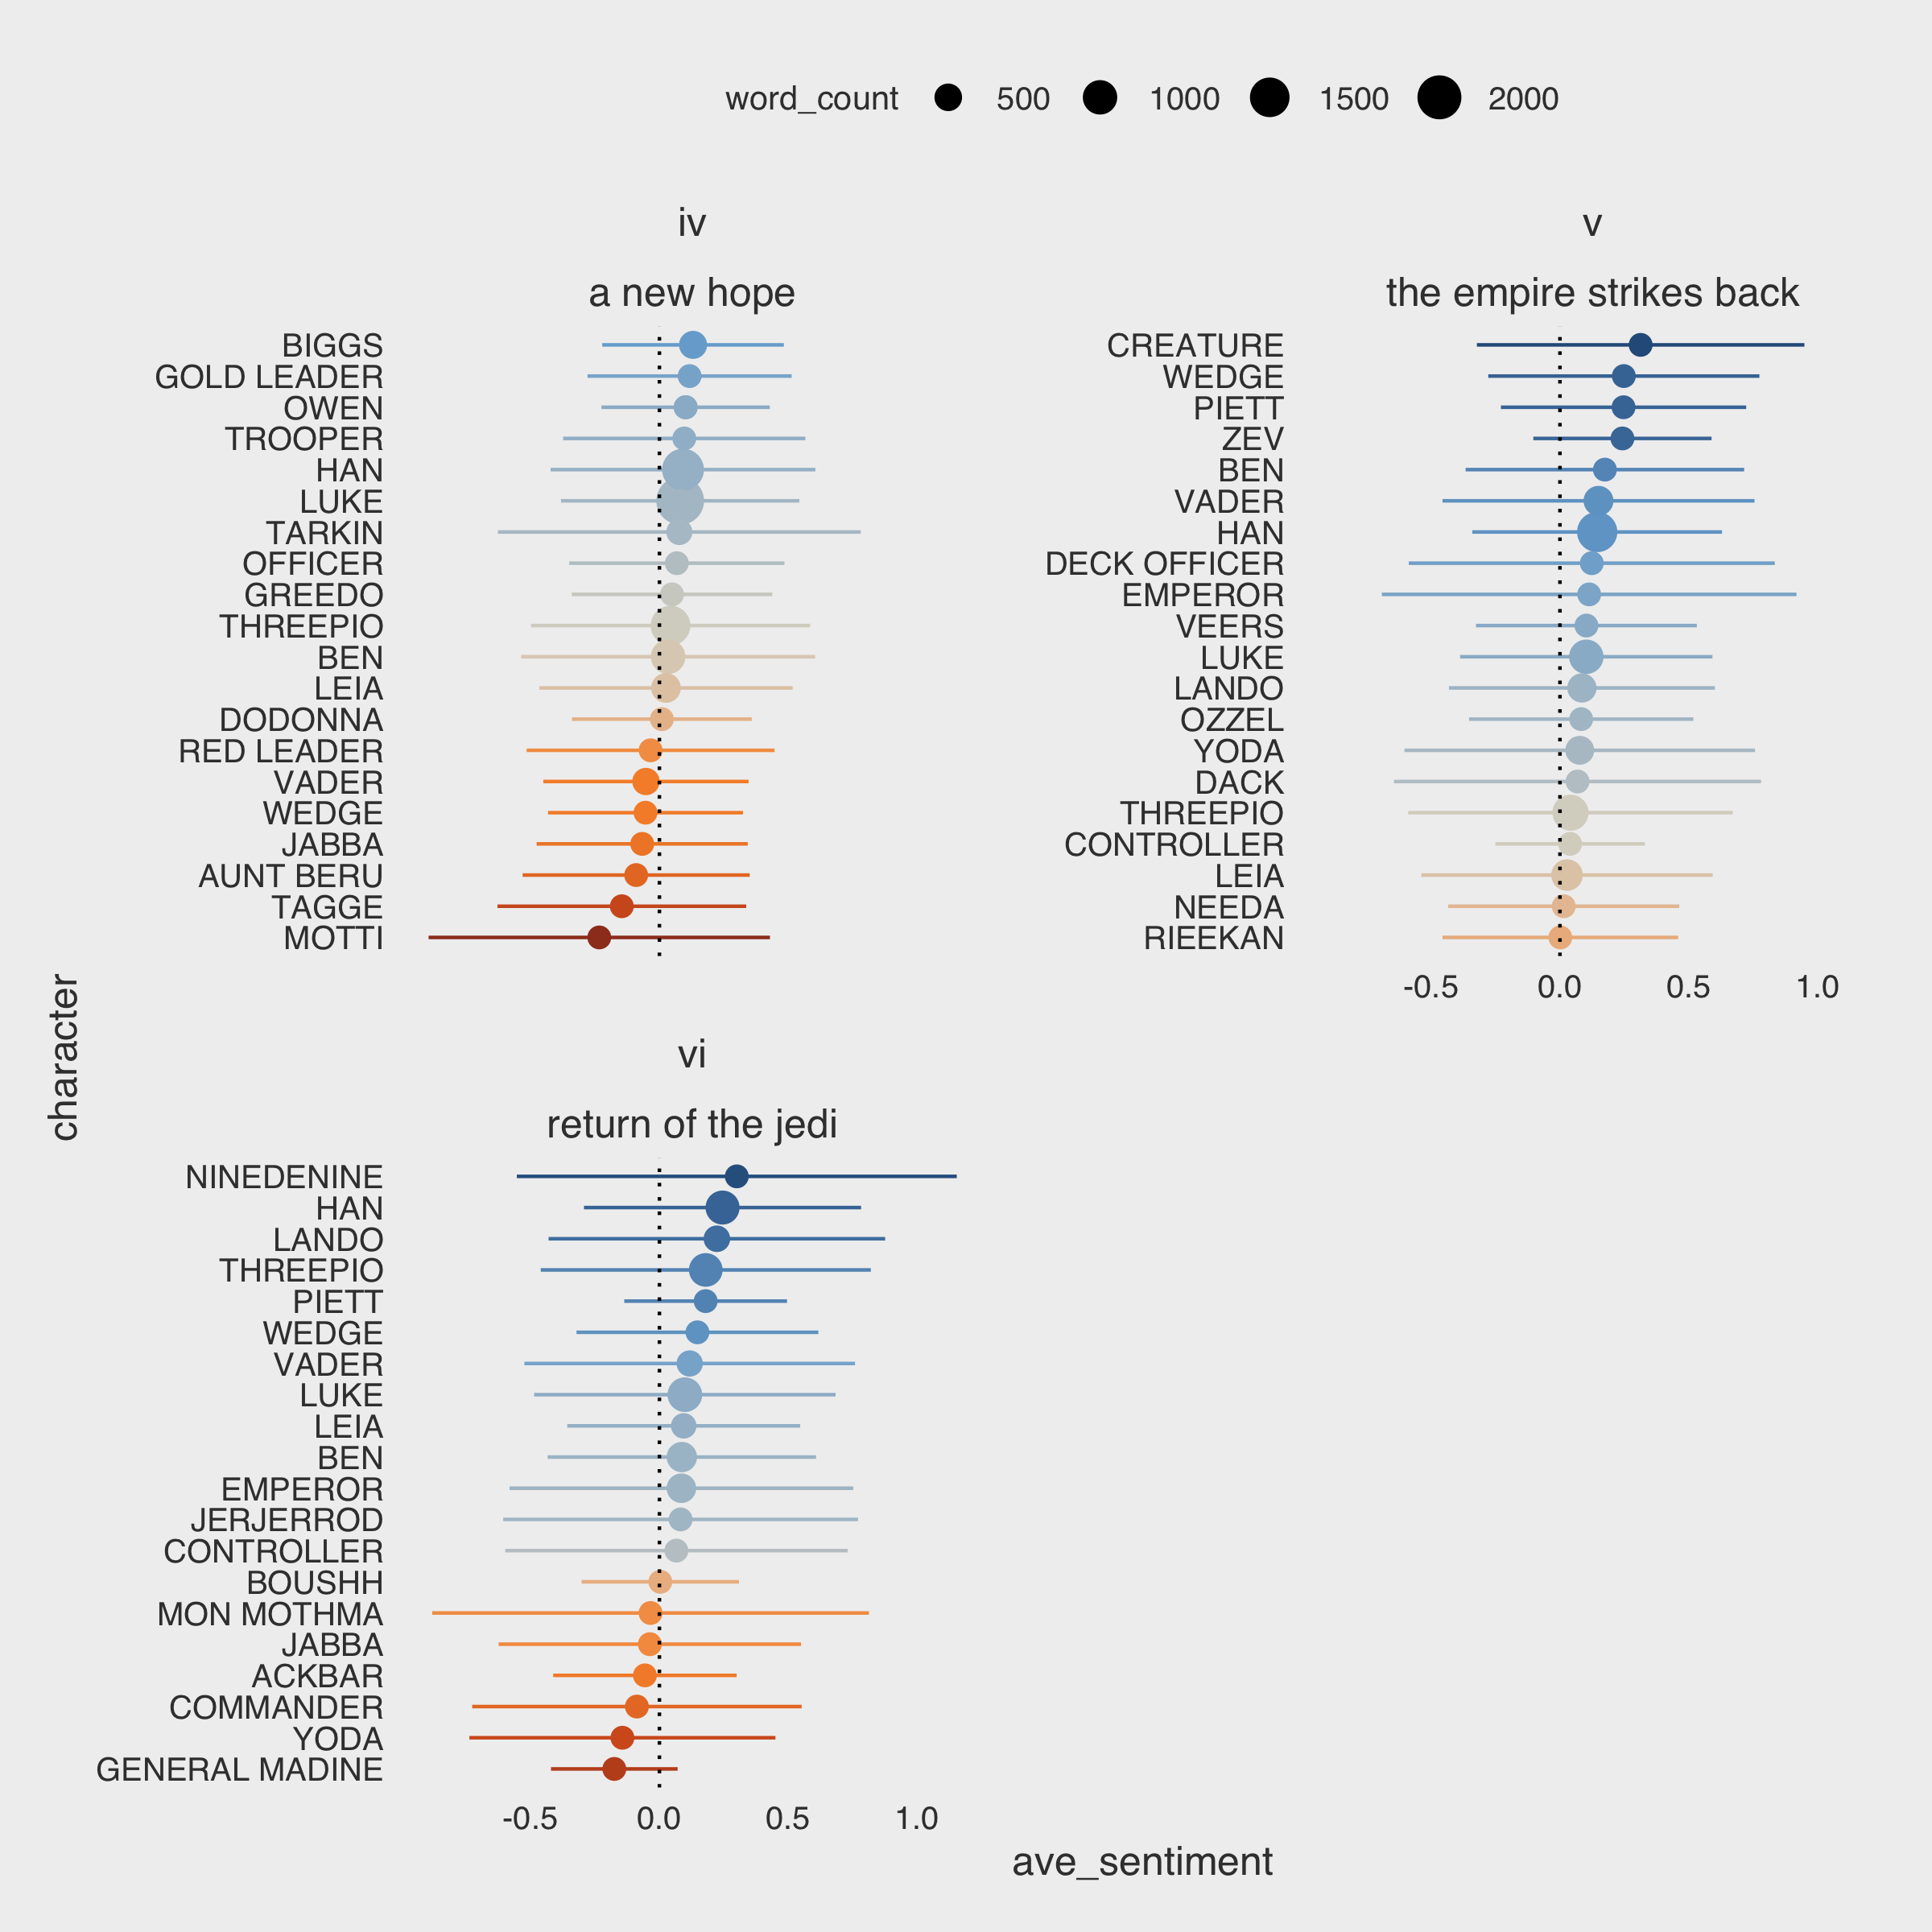 word_count 500 1000 1500 2000
iv
a new hope
BIGGS
GOLD LEADER
OWEN
TROOPER
HAN
LUKE
TARKIN
OFFICER
GREEDO
THREEPIO
BEN
LEIA
DODONNA
RED LEADER
VADER
WEDGE
JABBA
AUNT BERU
TAGGE
MOTTI
v
the empire strikes back
CREATURE
WEDGE
PIETT
ZEV
BEN
VADER
HAN
DECK OFFICER
EMPEROR
VEERS
LUKE
LANDO
OZZEL
YODA
DACK
THREEPIO
CONTROLLER
LEIA
NEEDA
RIEEKAN
-0.5 0.0 0.5 1.0
character
vi
return of the jedi
NINEDENINE
HAN
LANDO
THREEPIO
PIETT
WEDGE
VADER
LUKE
LEIA
BEN
EMPEROR
JERJERROD
CONTROLLER
BOUSHH
MON MOTHMA
JABBA
ACKBAR
COMMANDER
YODA
GENERAL MADINE
-0.5 0.0 0.5 1.0
ave_sentiment